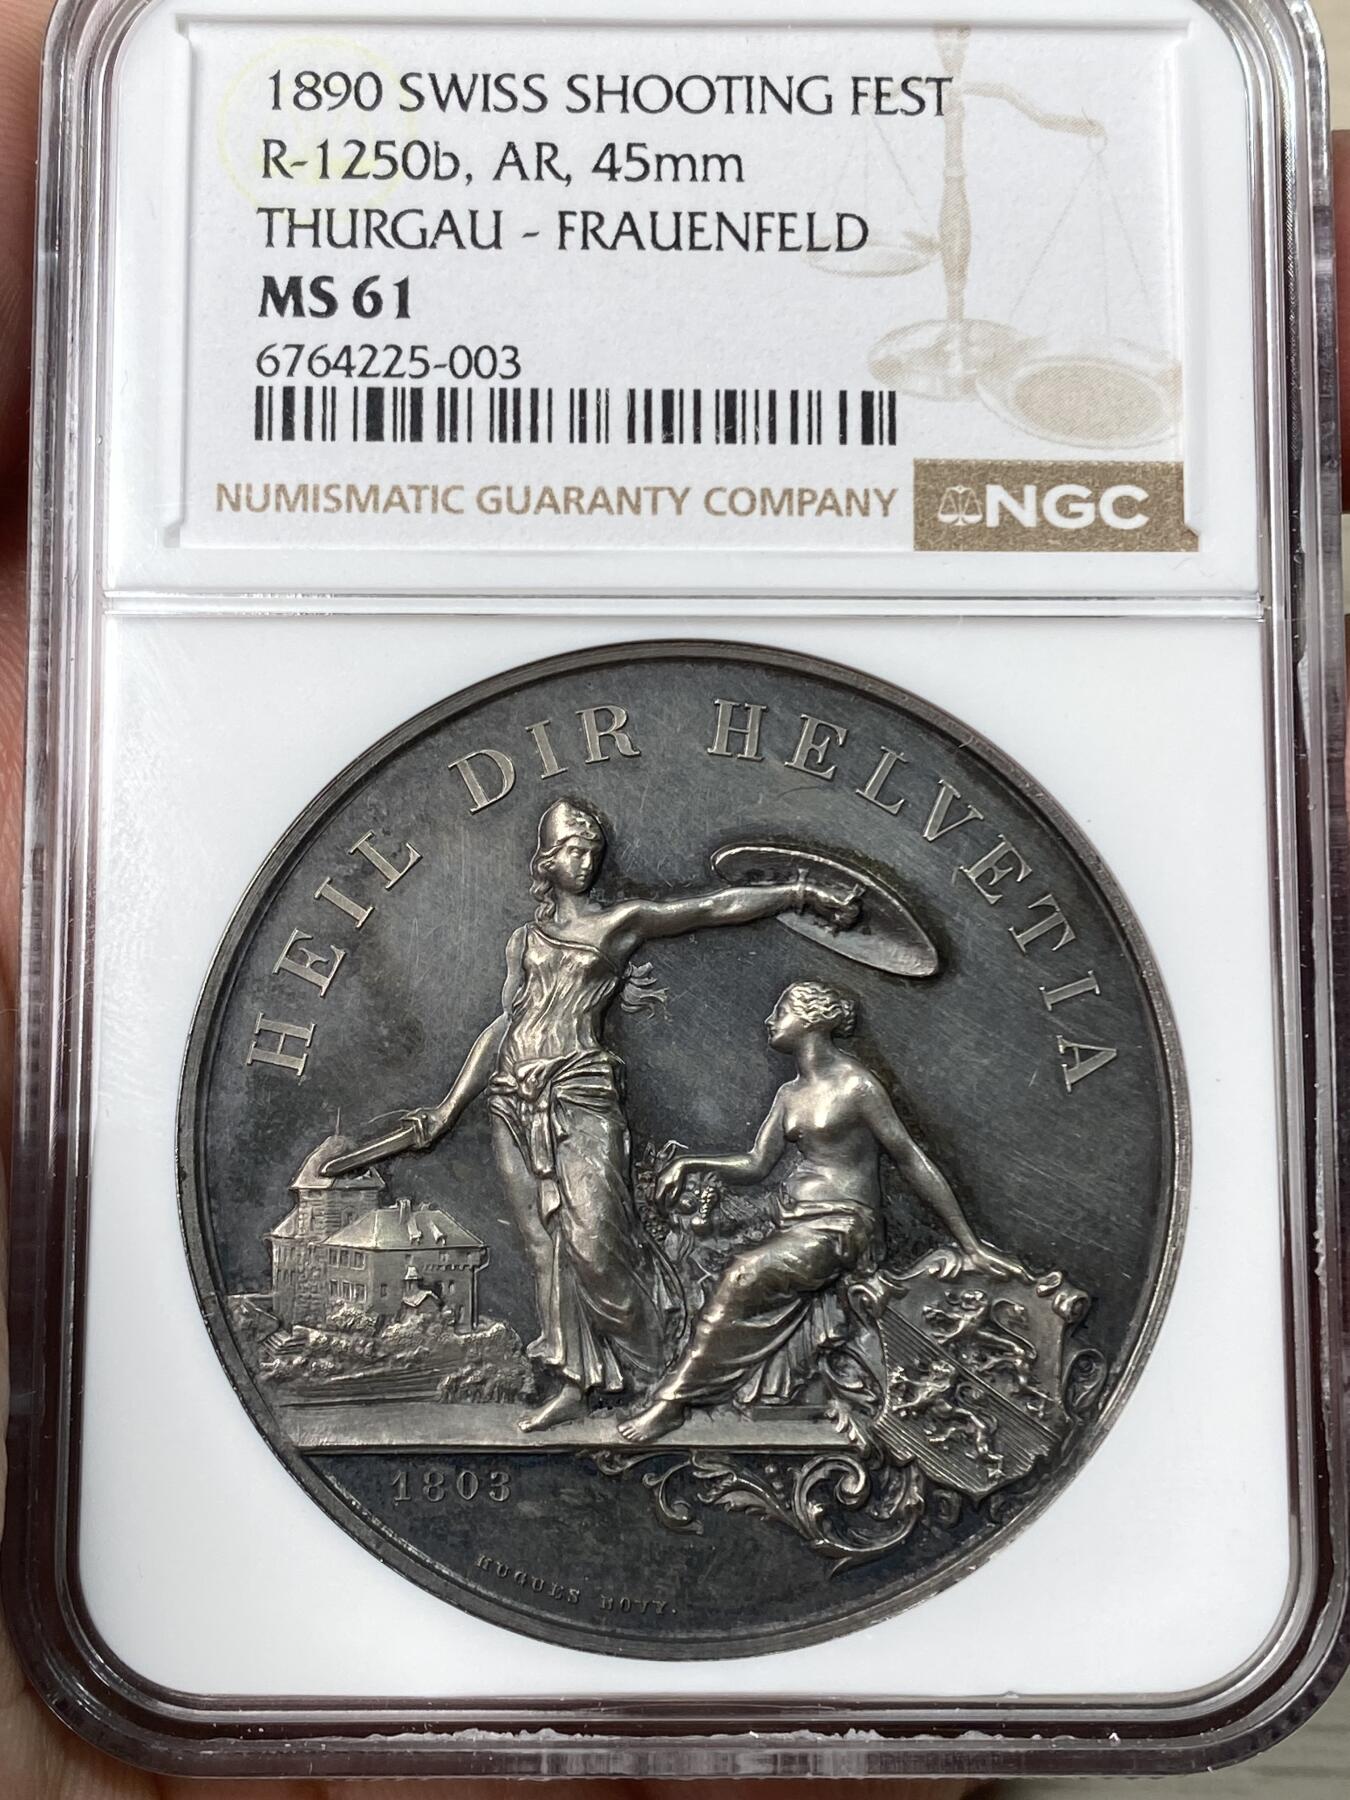 1890 SWISS SHOOTING FEST
R-1250b, AR, 45mm
THURGAU - FRAUENFELD
MS 61
6764225-003
NUMISMATIC GUARANTY COMPANY
NGC
HEIL DIR HELVETIA
1803
HUGUES BOVY.